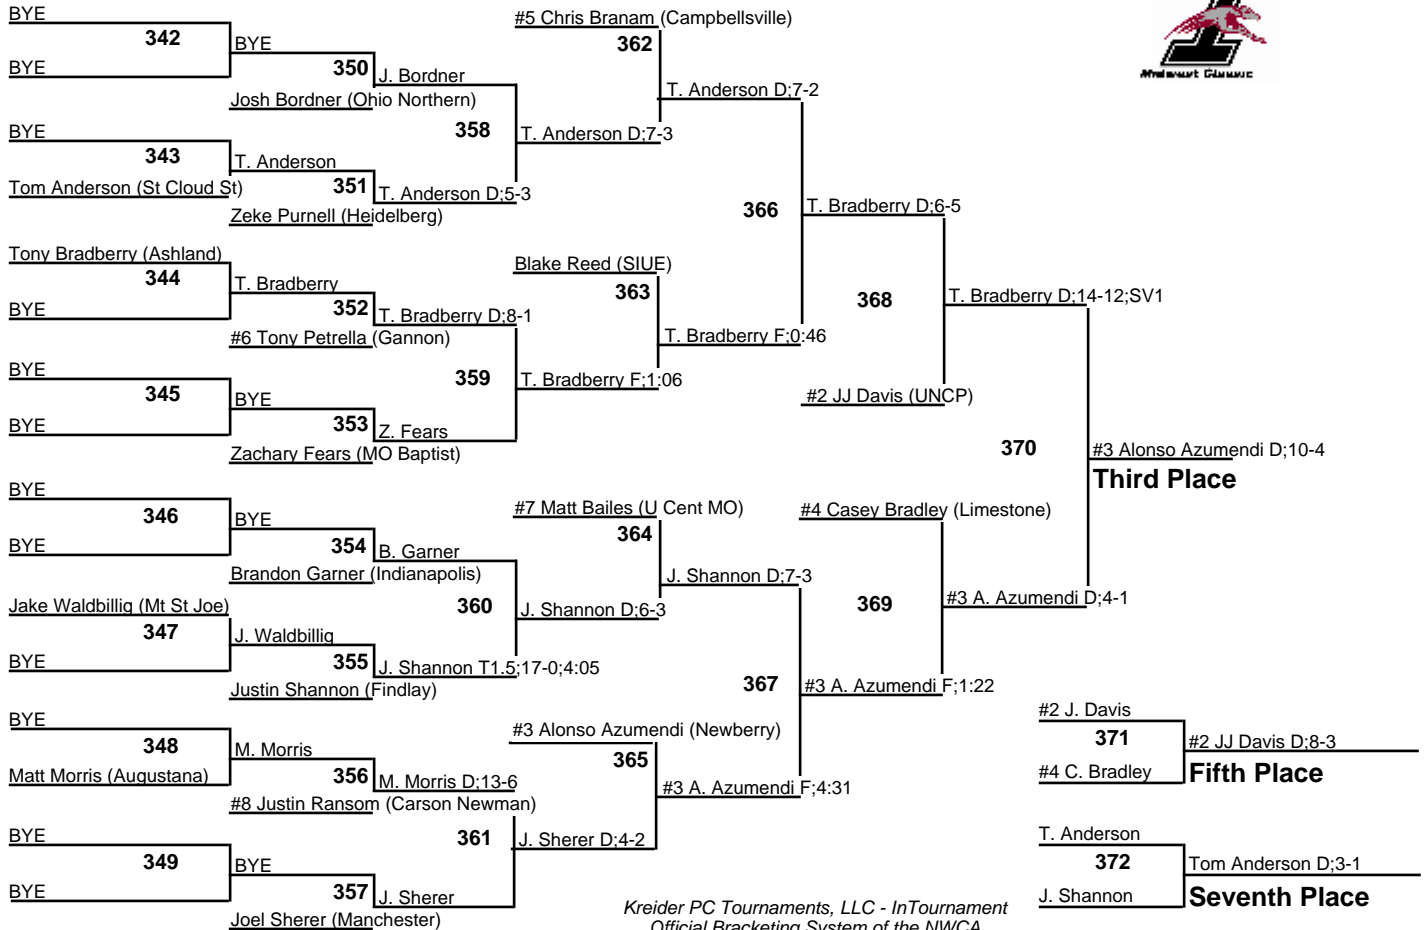 BYE
342
BYE
BYE
350
J. Bordner
Josh Bordner (Ohio Northern)
BYE
343
T. Anderson
Tom Anderson (St Cloud St)
351
T. Anderson D;5-3
Zeke Purnell (Heidelberg)
358
T. Anderson D;7-3
#5 Chris Branam (Campbellsville)
362
T. Anderson D;7-2
Tony Bradberry (Ashland)
344
T. Bradberry
BYE
352
T. Bradberry D;8-1
#6 Tony Petrella (Gannon)
BYE
345
BYE
BYE
353
Z. Fears
Zachary Fears (MO Baptist)
359
T. Bradberry F;1:06
Blake Reed (SIUE)
363
T. Bradberry F;0:46
366
T. Bradberry D;6-5
368
#2 JJ Davis (UNCP)
T. Bradberry D;14-12;SV1
BYE
346
BYE
BYE
354
B. Garner
Brandon Garner (Indianapolis)
Jake Waldbillig (Mt St Joe)
347
J. Waldbillig
BYE
355
J. Shannon T1.5;17-0;4:05
Justin Shannon (Findlay)
360
J. Shannon D;6-3
#7 Matt Bailes (U Cent MO)
364
J. Shannon D;7-3
BYE
348
M. Morris
Matt Morris (Augustana)
356
M. Morris D;13-6
#8 Justin Ransom (Carson Newman)
BYE
349
BYE
BYE
357
J. Sherer
Joel Sherer (Manchester)
361
J. Sherer D;4-2
#3 Alonso Azumendi (Newberry)
365
#3 A. Azumendi F;4:31
367
#3 A. Azumendi F;1:22
#4 Casey Bradley (Limestone)
369
#3 A. Azumendi D;4-1
370
#3 Alonso Azumendi D;10-4
Third Place
#2 J. Davis
371
#4 C. Bradley
#2 JJ Davis D;8-3
Fifth Place
T. Anderson
372
J. Shannon
Tom Anderson D;3-1
Seventh Place
Midwest Classic
Kreider PC Tournaments, LLC - InTournament
Official Bracketing System of the NWCA